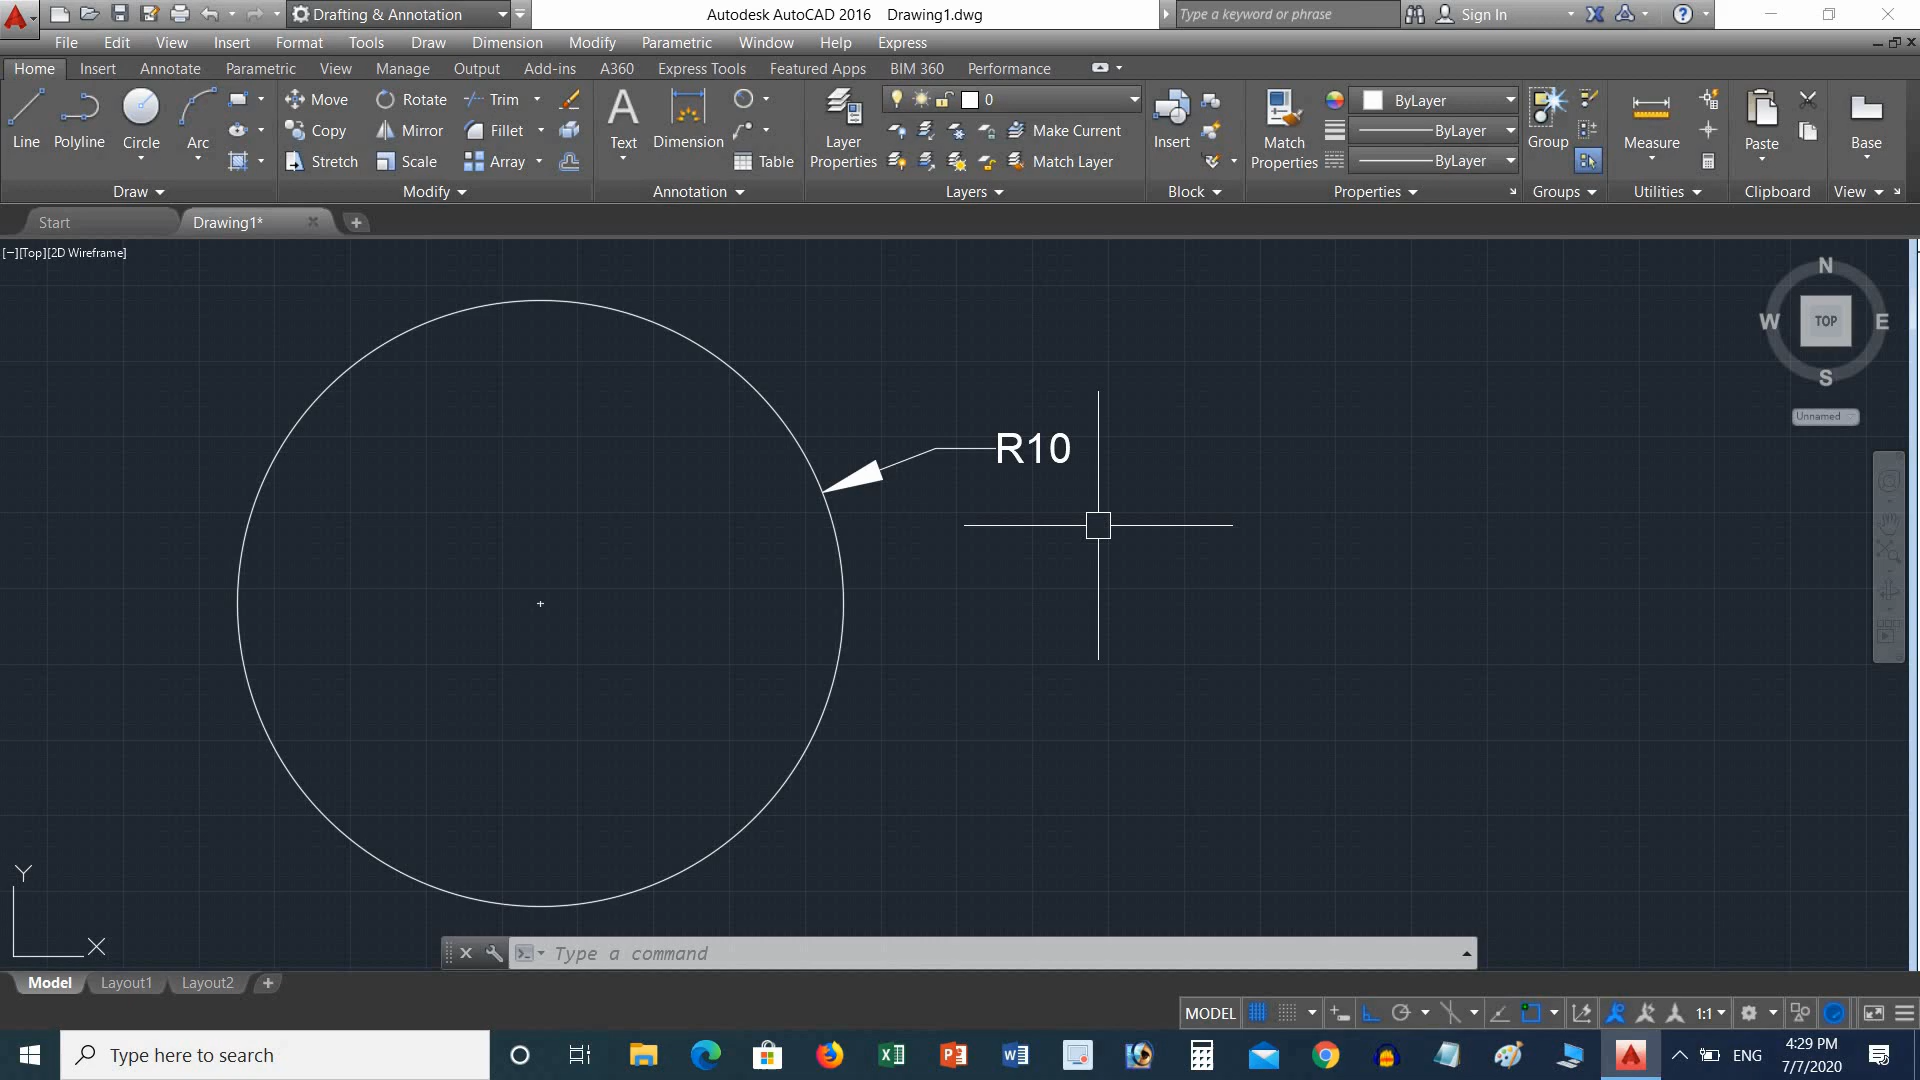 Drafting & Annotation
Autodesk AutoCAD 2016 Drawing1.dwg
Type a keyword or phrase
Sign In
File Edit View Insert Format Tools Draw Dimension Modify Parametric Window Help Express
Home Insert Annotate Parametric View Manage Output Add-ins A360 Express Tools Featured Apps BIM 360 Performance
Move Rotate Trim 0 ByLayer
Copy Mirror Fillet Make Current ByLayer
Line Polyline Circle Arc Text Dimension Layer Properties Insert Match Properties Group Measure Paste Base
Stretch Scale Array Table Match Layer ByLayer
Draw Modify Annotation Layers Block Properties Groups Utilities Clipboard View
Start Drawing1*
[−][Top][2D Wireframe]
N
W TOP E
S
Unnamed
R10
Y
X
Type a command
Model Layout1 Layout2
MODEL 1:1
Type here to search
ENG
4:29 PM
7/7/2020